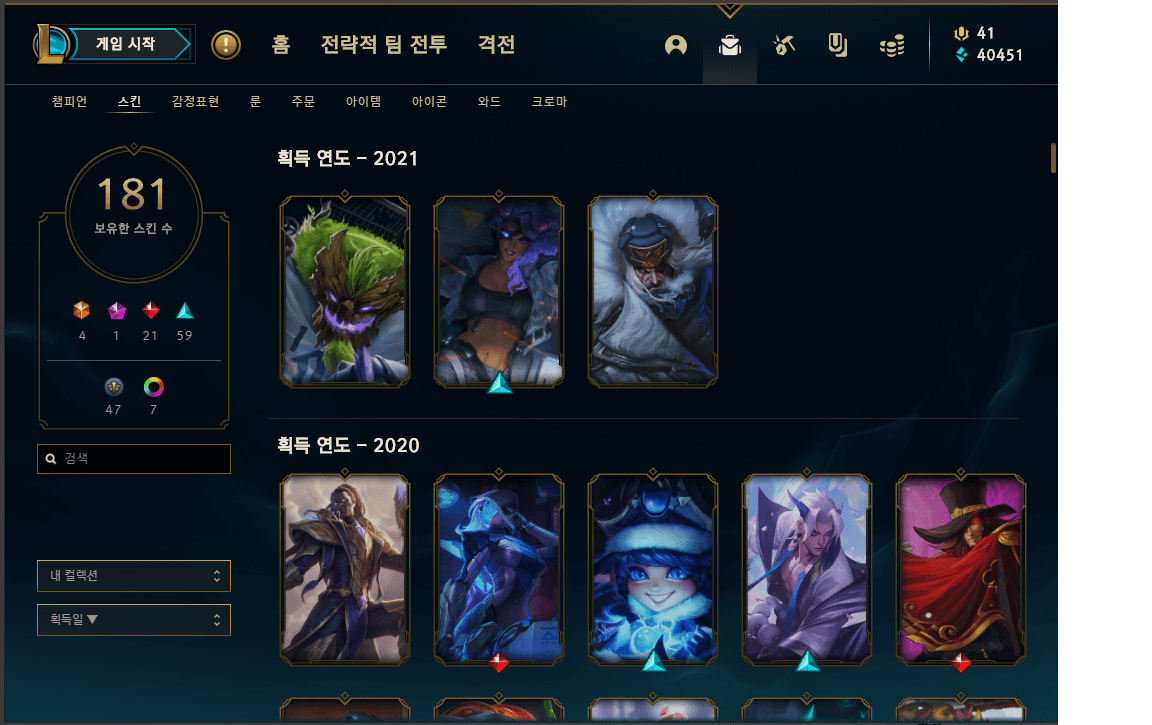 게임 시작
홈
전략적 팀 전투
격전
41
40451
챔피언
스킨
감정표현
룬
주문
아이템
아이콘
와드
크로마
181
보유한 스킨 수
4
1
21
59
47
7
검색
내 컬렉션
획득일 ▼
획득 연도 - 2021
획득 연도 - 2020